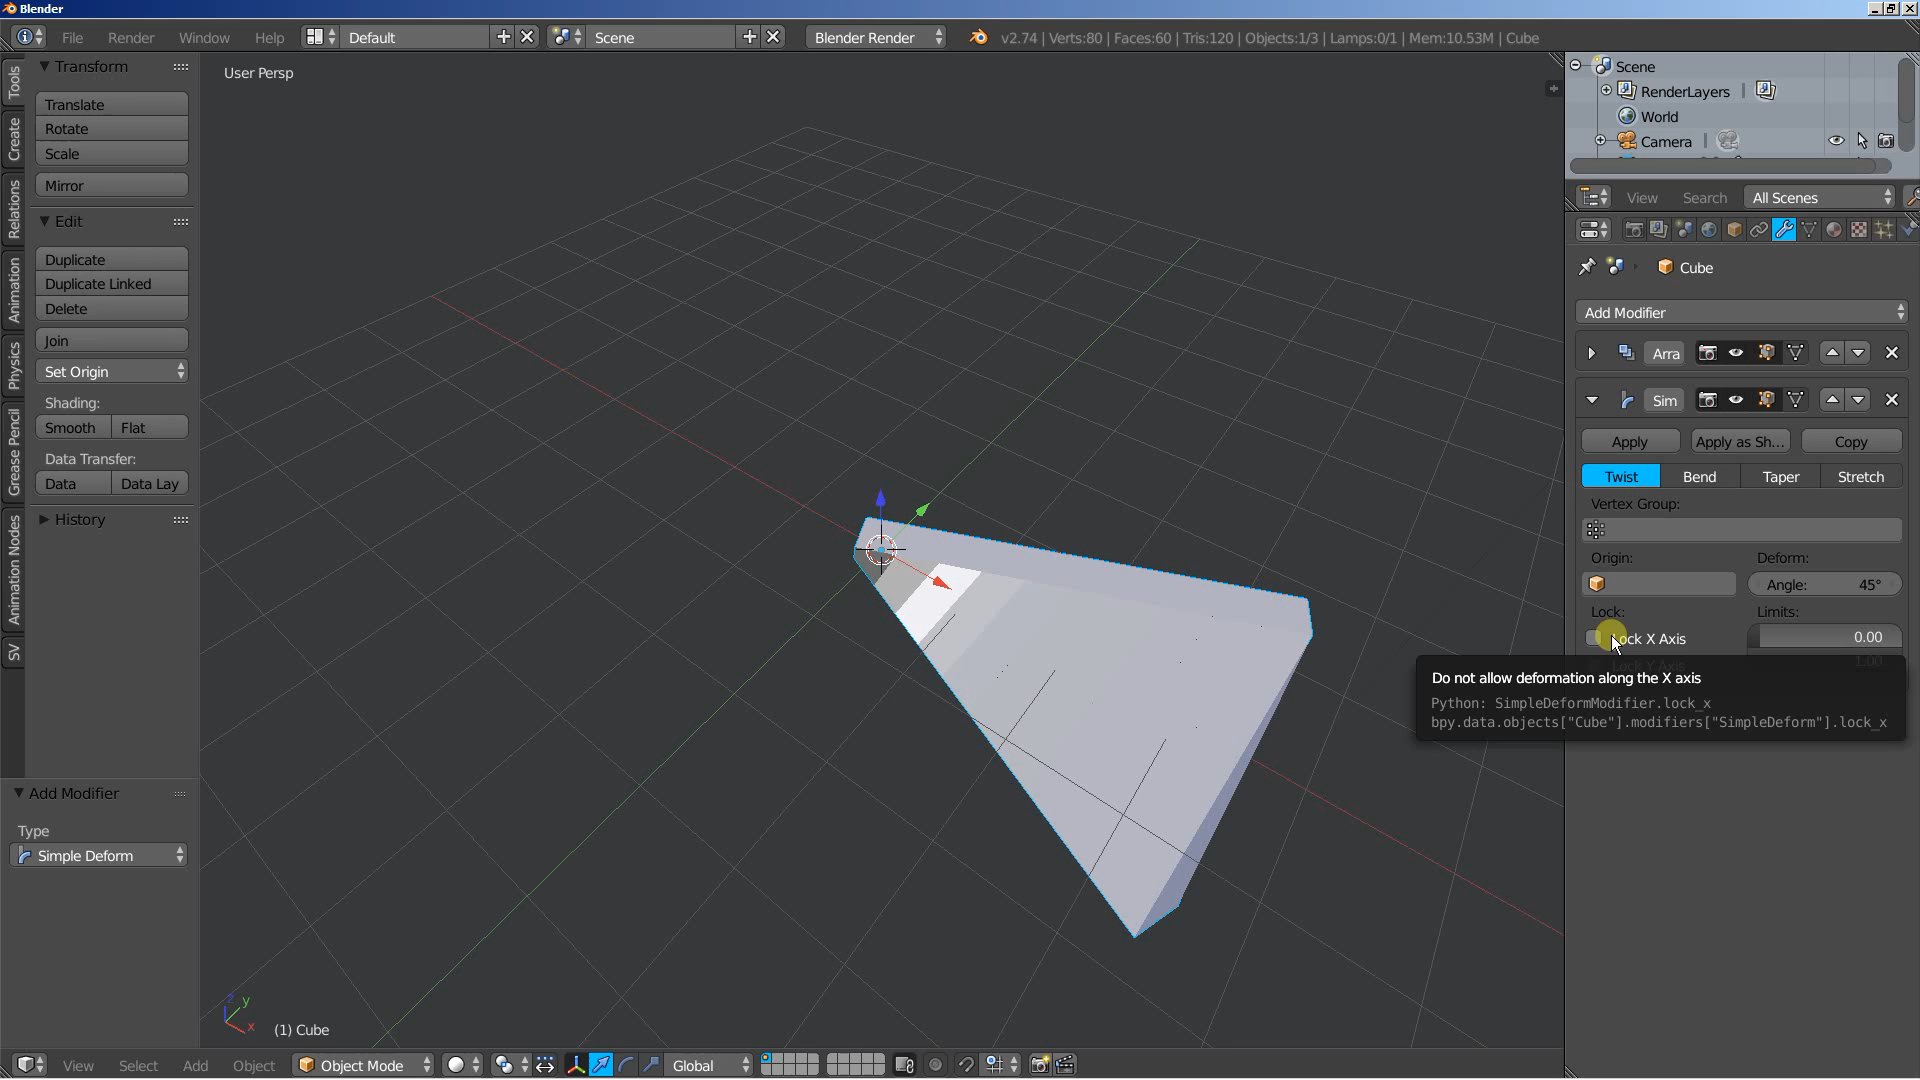 Blender
File Render Window Help Default Scene Blender Render v2.74 | Verts:80 | Faces:60 | Tris:120 | Objects:1/3 | Lamps:0/1 | Mem:10.53M | Cube
Tools
Create
Relations
Animation
Physics
Grease Pencil
Animation Nodes
SV
Transform
Translate
Rotate
Scale
Mirror
Edit
Duplicate
Duplicate Linked
Delete
Join
Set Origin
Shading:
Smooth Flat
Data Transfer:
Data Data Lay
History
Add Modifier
Type
Simple Deform
User Persp
z y
x
(1) Cube
View Select Add Object Object Mode Global
Scene
RenderLayers
World
Camera
View Search All Scenes
Cube
Add Modifier
Arra
Sim
Apply Apply as Sh... Copy
Twist Bend Taper Stretch
Vertex Group:
Origin: Deform:
Angle: 45°
Lock: Limits:
Lock X Axis 0.00
Lock Y Axis 1.00
Do not allow deformation along the X axis
Python: SimpleDeformModifier.lock_x
bpy.data.objects["Cube"].modifiers["SimpleDeform"].lock_x